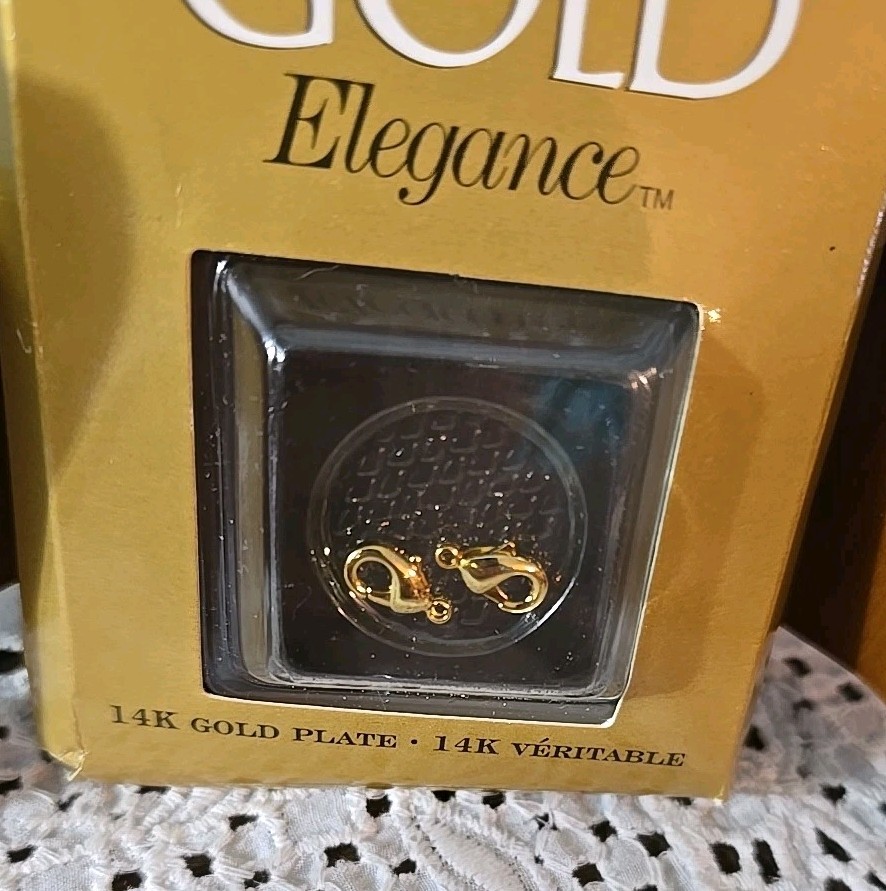 GOLD
Elegance™
14K GOLD PLATE · 14K VÉRITABLE